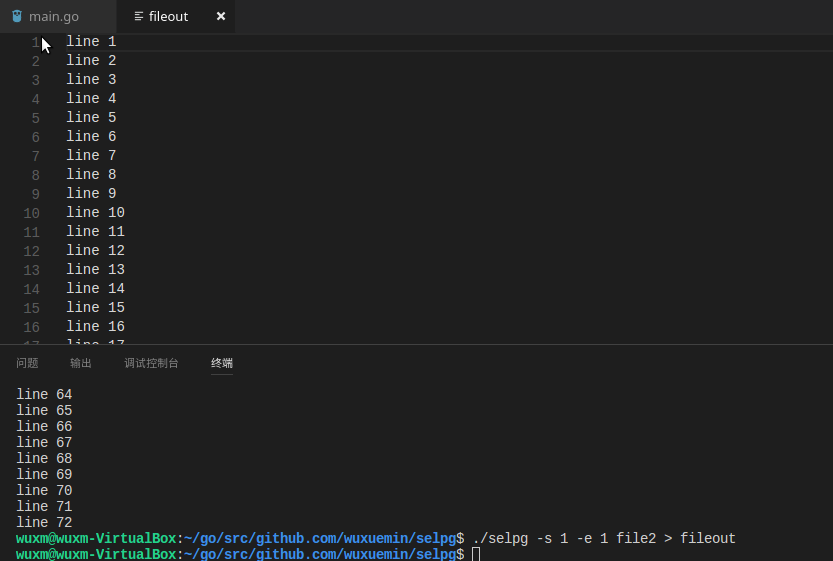 main.go fileout
1 line 1
2 line 2
3 line 3
4 line 4
5 line 5
6 line 6
7 line 7
8 line 8
9 line 9
10 line 10
11 line 11
12 line 12
13 line 13
14 line 14
15 line 15
16 line 16
17 line 17
问题 输出 调试控制台 终端
line 64
line 65
line 66
line 67
line 68
line 69
line 70
line 71
line 72
wuxm@wuxm-VirtualBox:~/go/src/github.com/wuxuemin/selpg$ ./selpg -s 1 -e 1 file2 > fileout
wuxm@wuxm-VirtualBox:~/go/src/github.com/wuxuemin/selpg$